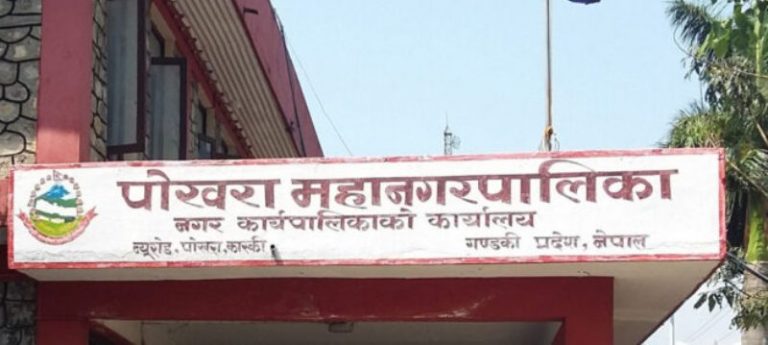 पोखरा महानगरपालिका
नगर कार्यपालिकाको कार्यालय
न्यूरोड, पोखरा, कास्की
गण्डकी प्रदेश, नेपाल